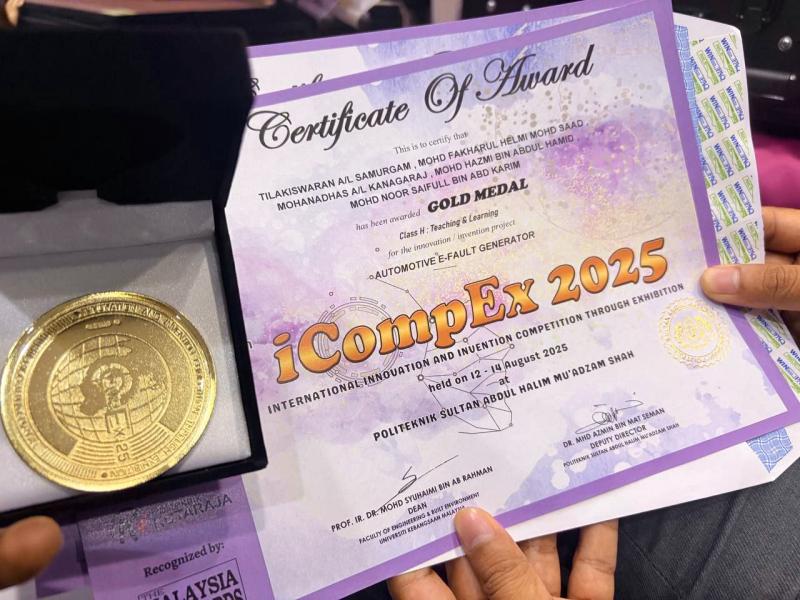 Certificate Of Award
This is to certify that
TILAKISWARAN A/L SAMURGAM , MOHD FAKHARUL HELMI MOHD SAAD ,
MOHANADHAS A/L KANAGARAJ , MOHD HAZMI BIN ABDUL HAMID ,
MOHD NOOR SAIFULL BIN ABD KARIM
has been awarded GOLD MEDAL
Class H : Teaching & Learning
for the innovation / invention project
AUTOMOTIVE E-FAULT GENERATOR
iCompEx 2025
INTERNATIONAL INNOVATION AND INVENTION COMPETITION THROUGH EXHIBITION
held on 12 - 14 August 2025
at
POLITEKNIK SULTAN ABDUL HALIM MU'ADZAM SHAH
PROF. IR. DR. MOHD SYUHAIMI BIN AB RAHMAN
DEAN
FACULTY OF ENGINEERING & BUILT ENVIRONMENT
UNIVERSITI KEBANGSAAN MALAYSIA
DR. MHD AZMIN BIN MAT SEMAN
DEPUTY DIRECTOR
POLITEKNIK SULTAN ABDUL HALIM MU'ADZAM SHAH
Recognized by:
THE